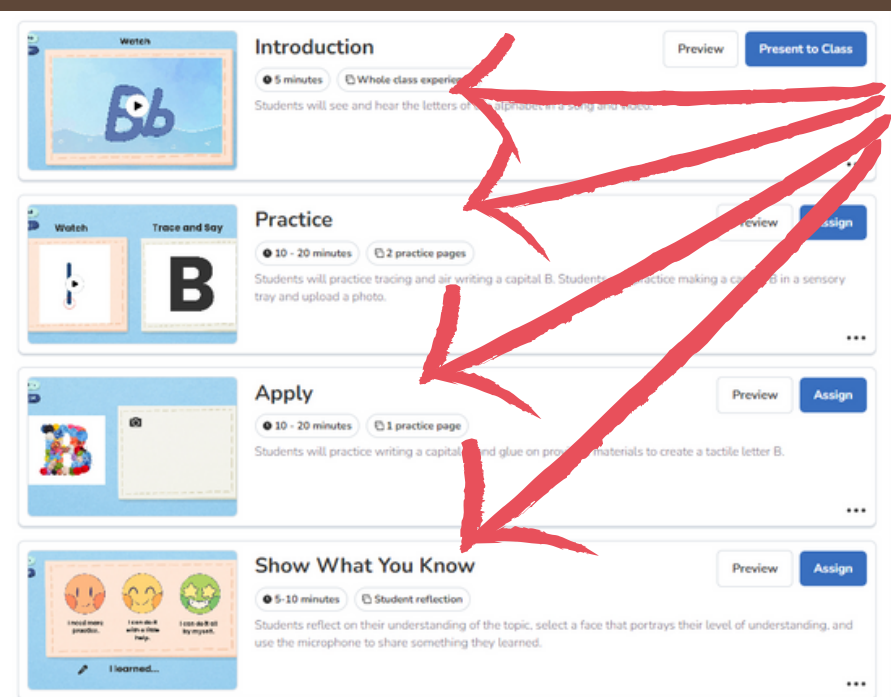 Watch
Bb
Introduction
Preview
Present to Class
5 minutes
Whole class experience
Students will see and hear the letters of the alphabet in a song and video.
Watch
Trace and Say
B
Practice
Preview
Assign
10 - 20 minutes
2 practice pages
Students will practice tracing and air writing a capital B. Students practice making a B in a sensory
tray and upload a photo.
B
Apply
Preview
Assign
10 - 20 minutes
1 practice page
Students will practice writing a capital and glue on materials to create a tactile letter B.
I need more
practice.
I can do it
with a little
help.
I can do it all
by myself.
I learned...
Show What You Know
Preview
Assign
5-10 minutes
Student reflection
Students reflect on their understanding of the topic, select a face that portrays their level of understanding, and
use the microphone to share something they learned.